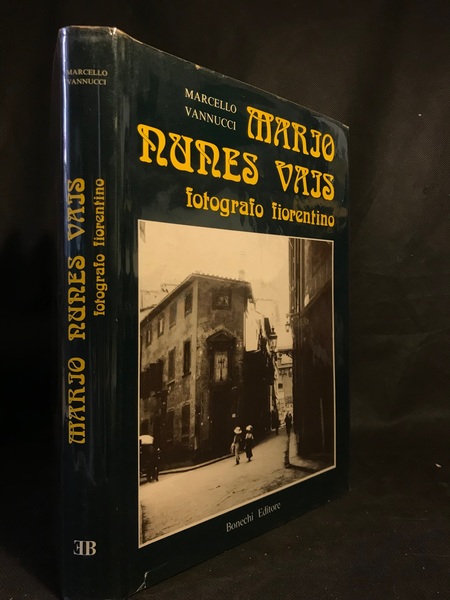 MARCELLO
VANNUCCI
MARIO NUNES VAIS
fotografo fiorentino
EB
MARCELLO
VANNUCCI
MARIO
NUNES VAIS
fotografo fiorentino
Bonechi Editore